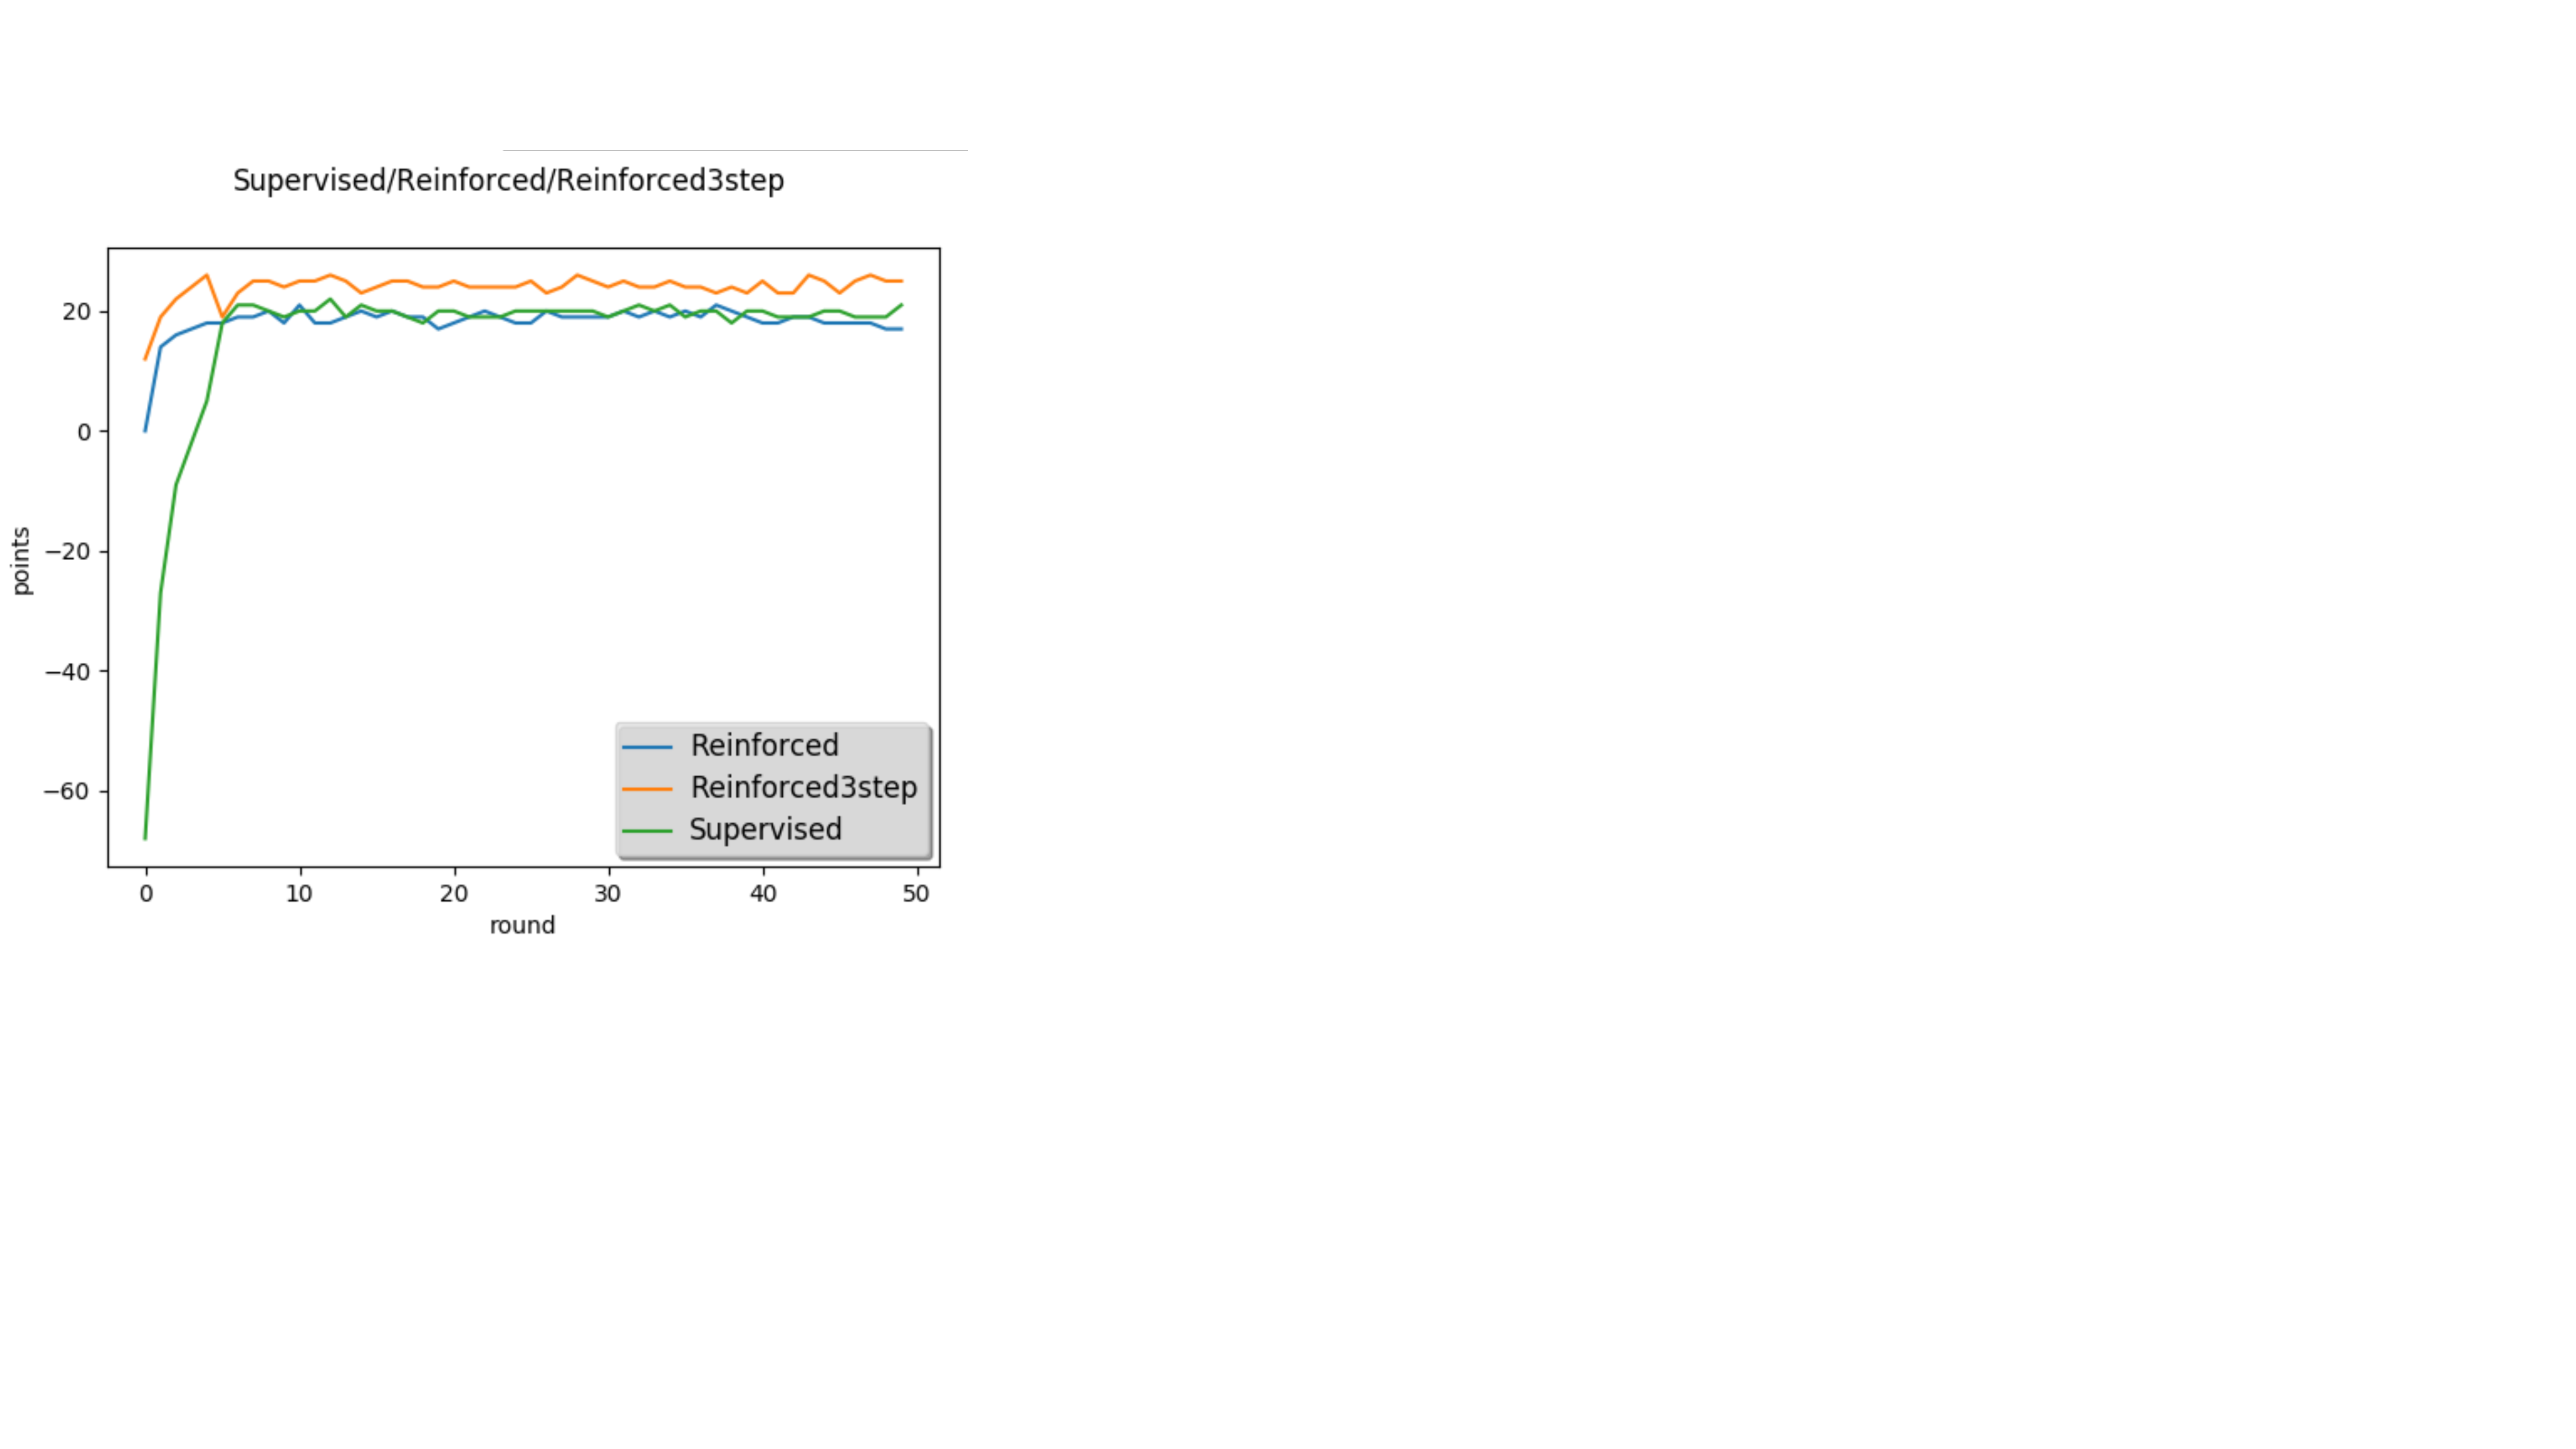 Supervised/Reinforced/Reinforced3step
20
0
−20
−40
−60
points
0 10 20 30 40 50
round
Reinforced
Reinforced3step
Supervised